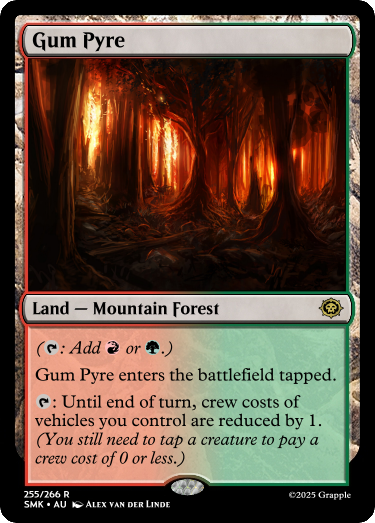 Gum Pyre
Land — Mountain Forest
(: Add or .)
Gum Pyre enters the battlefield tapped.
: Until end of turn, crew costs of
vehicles you control are reduced by 1.
(You still need to tap a creature to pay a
crew cost of 0 or less.)
255/266 R
SMK • AU Alex van der Linde
©2025 Grapple